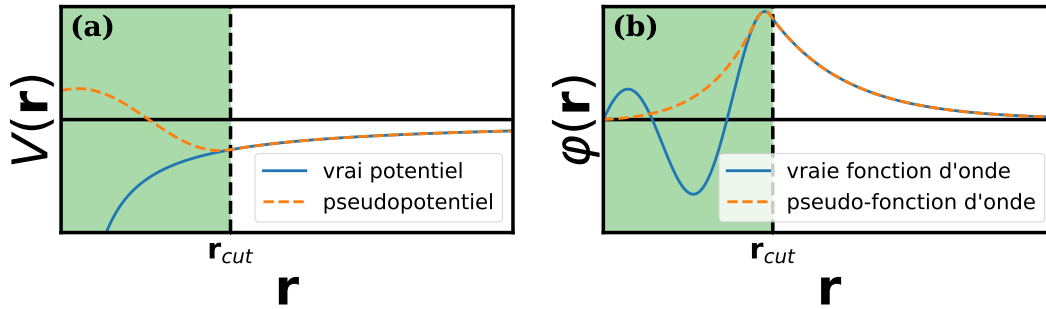 (a)
V(r)
vrai potentiel
pseudopotentiel
r_cut
r
(b)
φ(r)
vraie fonction d'onde
pseudo-fonction d'onde
r_cut
r